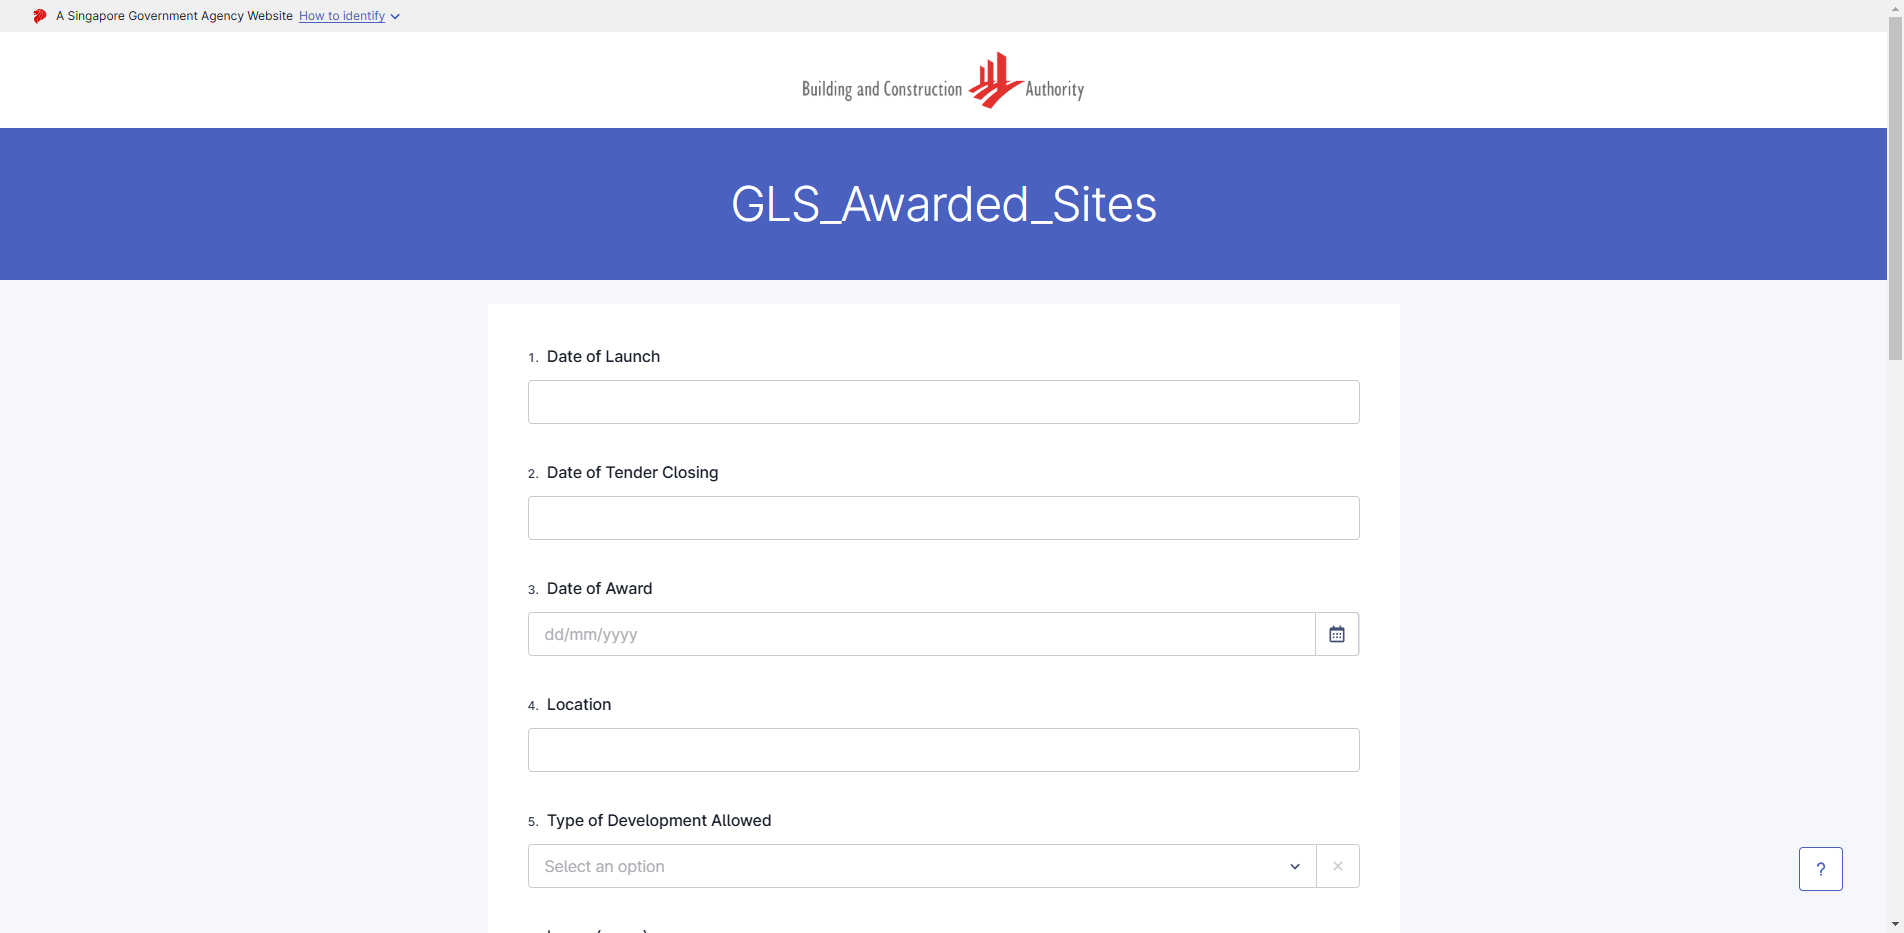 A Singapore Government Agency Website How to identify
Building and Construction Authority
GLS_Awarded_Sites
1. Date of Launch
2. Date of Tender Closing
3. Date of Award
dd/mm/yyyy
4. Location
5. Type of Development Allowed
Select an option
?